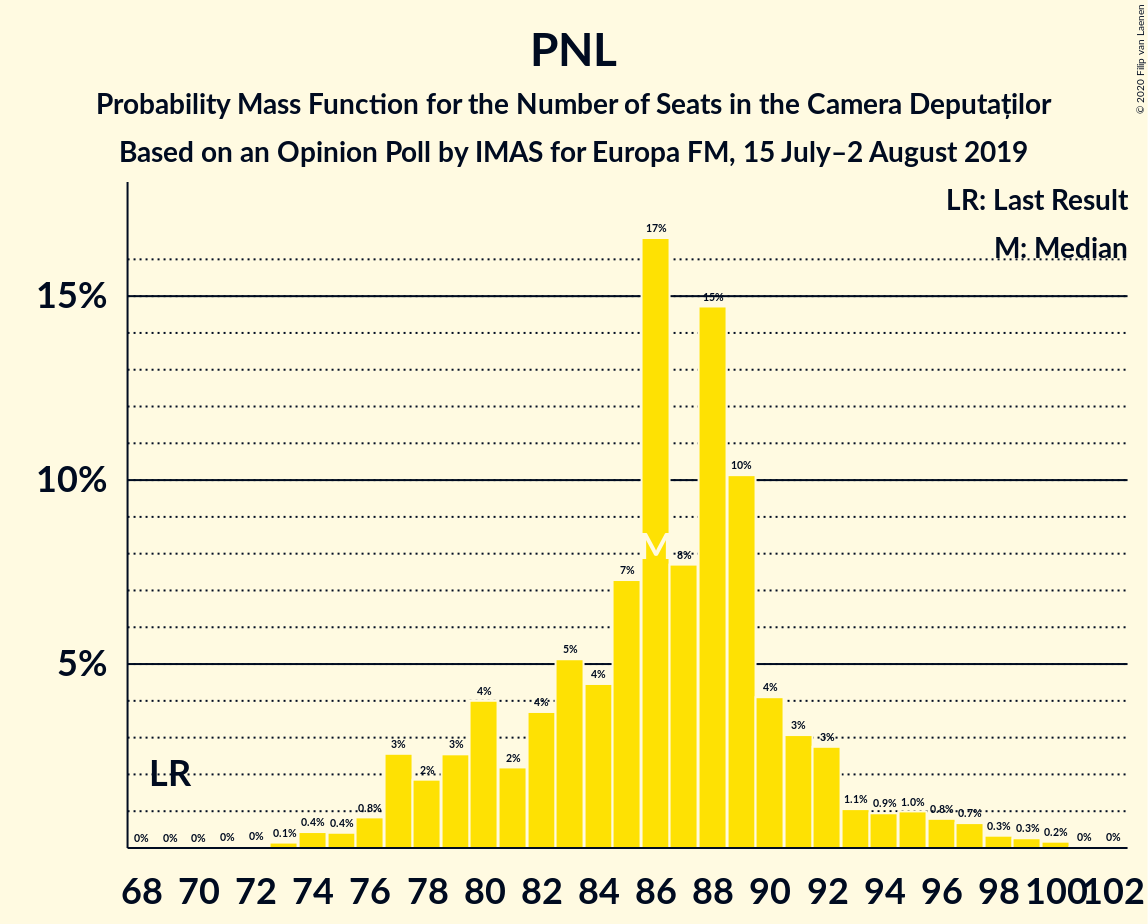 PNL
Probability Mass Function for the Number of Seats in the Camera Deputaților
Based on an Opinion Poll by IMAS for Europa FM, 15 July–2 August 2019
© 2020 Filip van Laenen
LR: Last Result
M: Median
15%
10%
5%
LR
M
0% 0% 0% 0% 0% 0.1% 0.4% 0.4% 0.8% 3% 2% 3% 4% 2% 4% 5% 4% 7% 17% 8% 15% 10% 4% 3% 3% 1.1% 0.9% 1.0% 0.8% 0.7% 0.3% 0.3% 0.2% 0% 0%
68 70 72 74 76 78 80 82 84 86 88 90 92 94 96 98 100 102